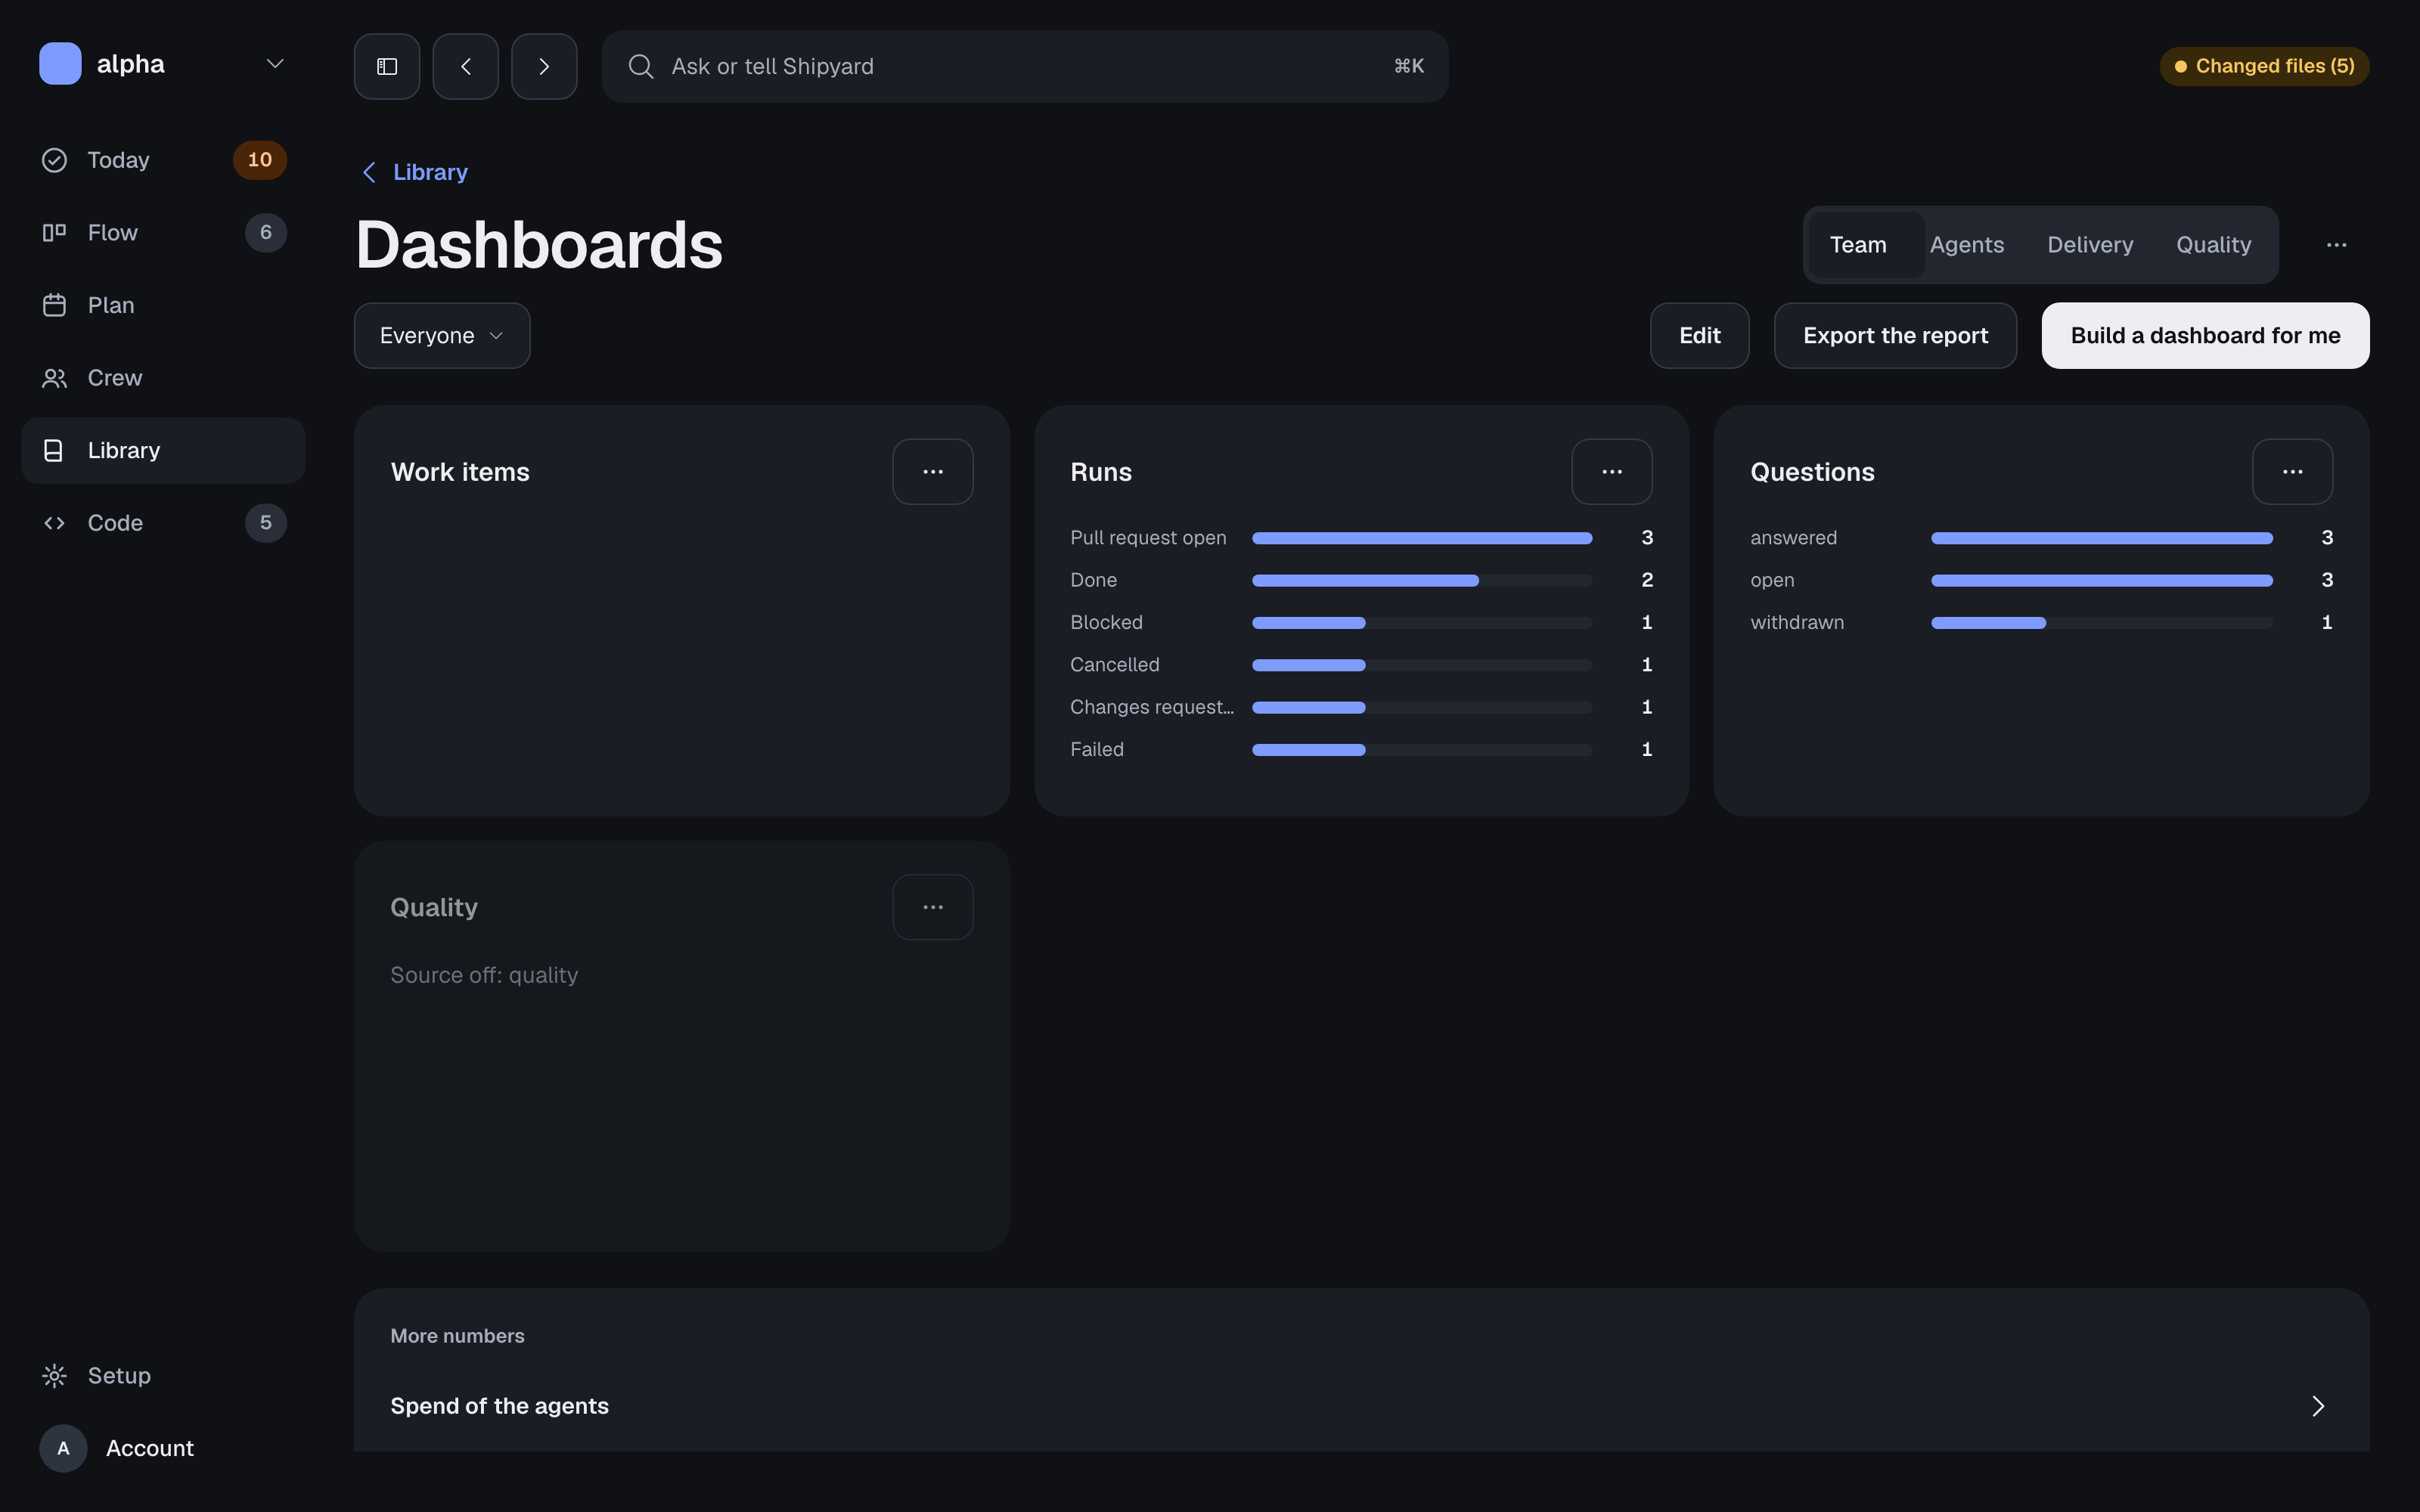 alpha
Ask or tell Shipyard
⌘K
Changed files (5)
Today 10
Flow 6
Plan
Crew
Library
Code 5
Setup
A Account
Library
Dashboards
Team Agents Delivery Quality
Everyone
Edit
Export the report
Build a dashboard for me
Work items
Runs
Pull request open 3
Done 2
Blocked 1
Cancelled 1
Changes request… 1
Failed 1
Questions
answered 3
open 3
withdrawn 1
Quality
Source off: quality
More numbers
Spend of the agents